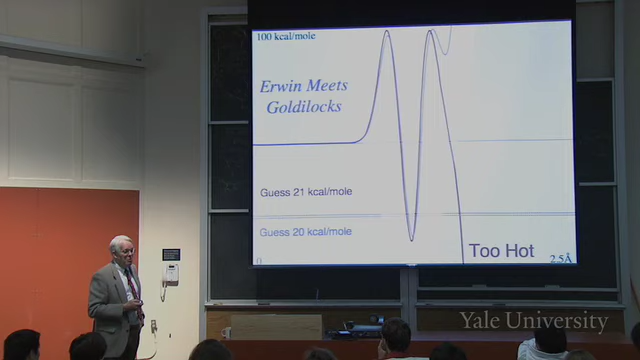 100 kcal/mole
Erwin Meets
Goldilocks
Guess 21 kcal/mole
Guess 20 kcal/mole
0
Too Hot
2.5Å
Yale University